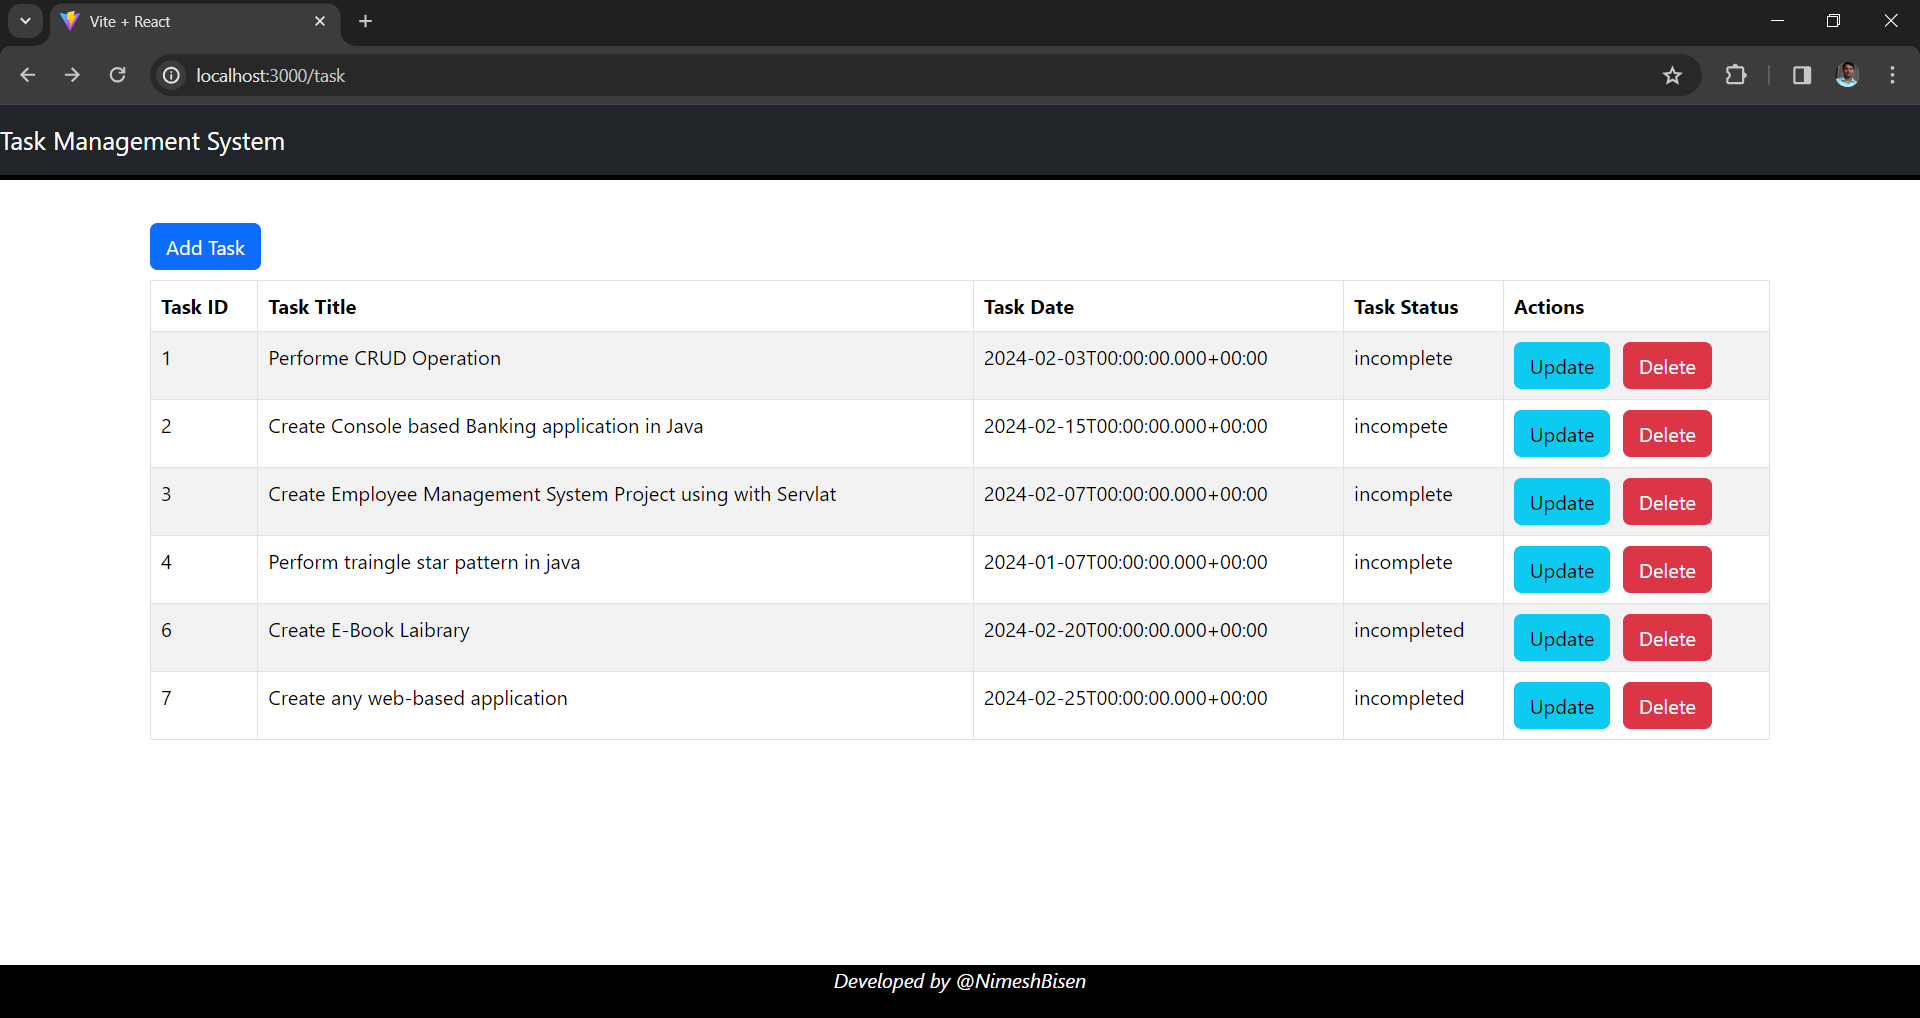 Vite + React
localhost:3000/task
Task Management System
Add Task
Task ID Task Title Task Date Task Status Actions
1 Performe CRUD Operation 2024-02-03T00:00:00.000+00:00 incomplete Update Delete
2 Create Console based Banking application in Java 2024-02-15T00:00:00.000+00:00 incompete Update Delete
3 Create Employee Management System Project using with Servlat 2024-02-07T00:00:00.000+00:00 incomplete Update Delete
4 Perform traingle star pattern in java 2024-01-07T00:00:00.000+00:00 incomplete Update Delete
6 Create E-Book Laibrary 2024-02-20T00:00:00.000+00:00 incompleted Update Delete
7 Create any web-based application 2024-02-25T00:00:00.000+00:00 incompleted Update Delete
Developed by @NimeshBisen